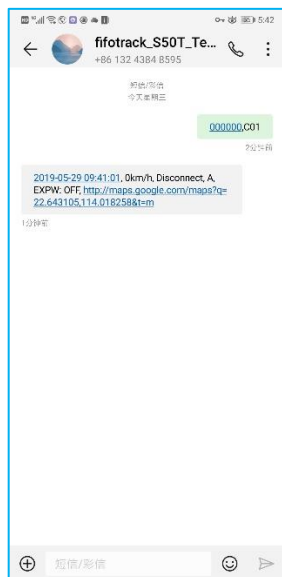 5:42
fifotrack_S50T_Te...
+86 132 4384 8595
短信/彩信
今天星期三
000000,C01
2分钟前
2019-05-29 09:41:01, 0km/h, Disconnect, A,
EXPW: OFF, http://maps.google.com/maps?q=
22.643105,114.018258&t=m
1分钟前
短信/彩信